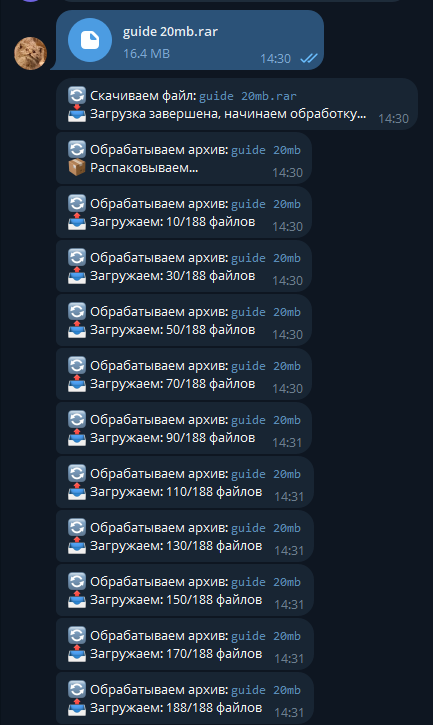 guide 20mb.rar
16.4 MB
14:30
Скачиваем файл: guide 20mb.rar
Загрузка завершена, начинаем обработку...
14:30
Обрабатываем архив: guide 20mb
Распаковываем...
14:30
Обрабатываем архив: guide 20mb
Загружаем: 10/188 файлов
14:30
Обрабатываем архив: guide 20mb
Загружаем: 30/188 файлов
14:30
Обрабатываем архив: guide 20mb
Загружаем: 50/188 файлов
14:30
Обрабатываем архив: guide 20mb
Загружаем: 70/188 файлов
14:30
Обрабатываем архив: guide 20mb
Загружаем: 90/188 файлов
14:31
Обрабатываем архив: guide 20mb
Загружаем: 110/188 файлов
14:31
Обрабатываем архив: guide 20mb
Загружаем: 130/188 файлов
14:31
Обрабатываем архив: guide 20mb
Загружаем: 150/188 файлов
14:31
Обрабатываем архив: guide 20mb
Загружаем: 170/188 файлов
14:31
Обрабатываем архив: guide 20mb
Загружаем: 188/188 файлов
14:31